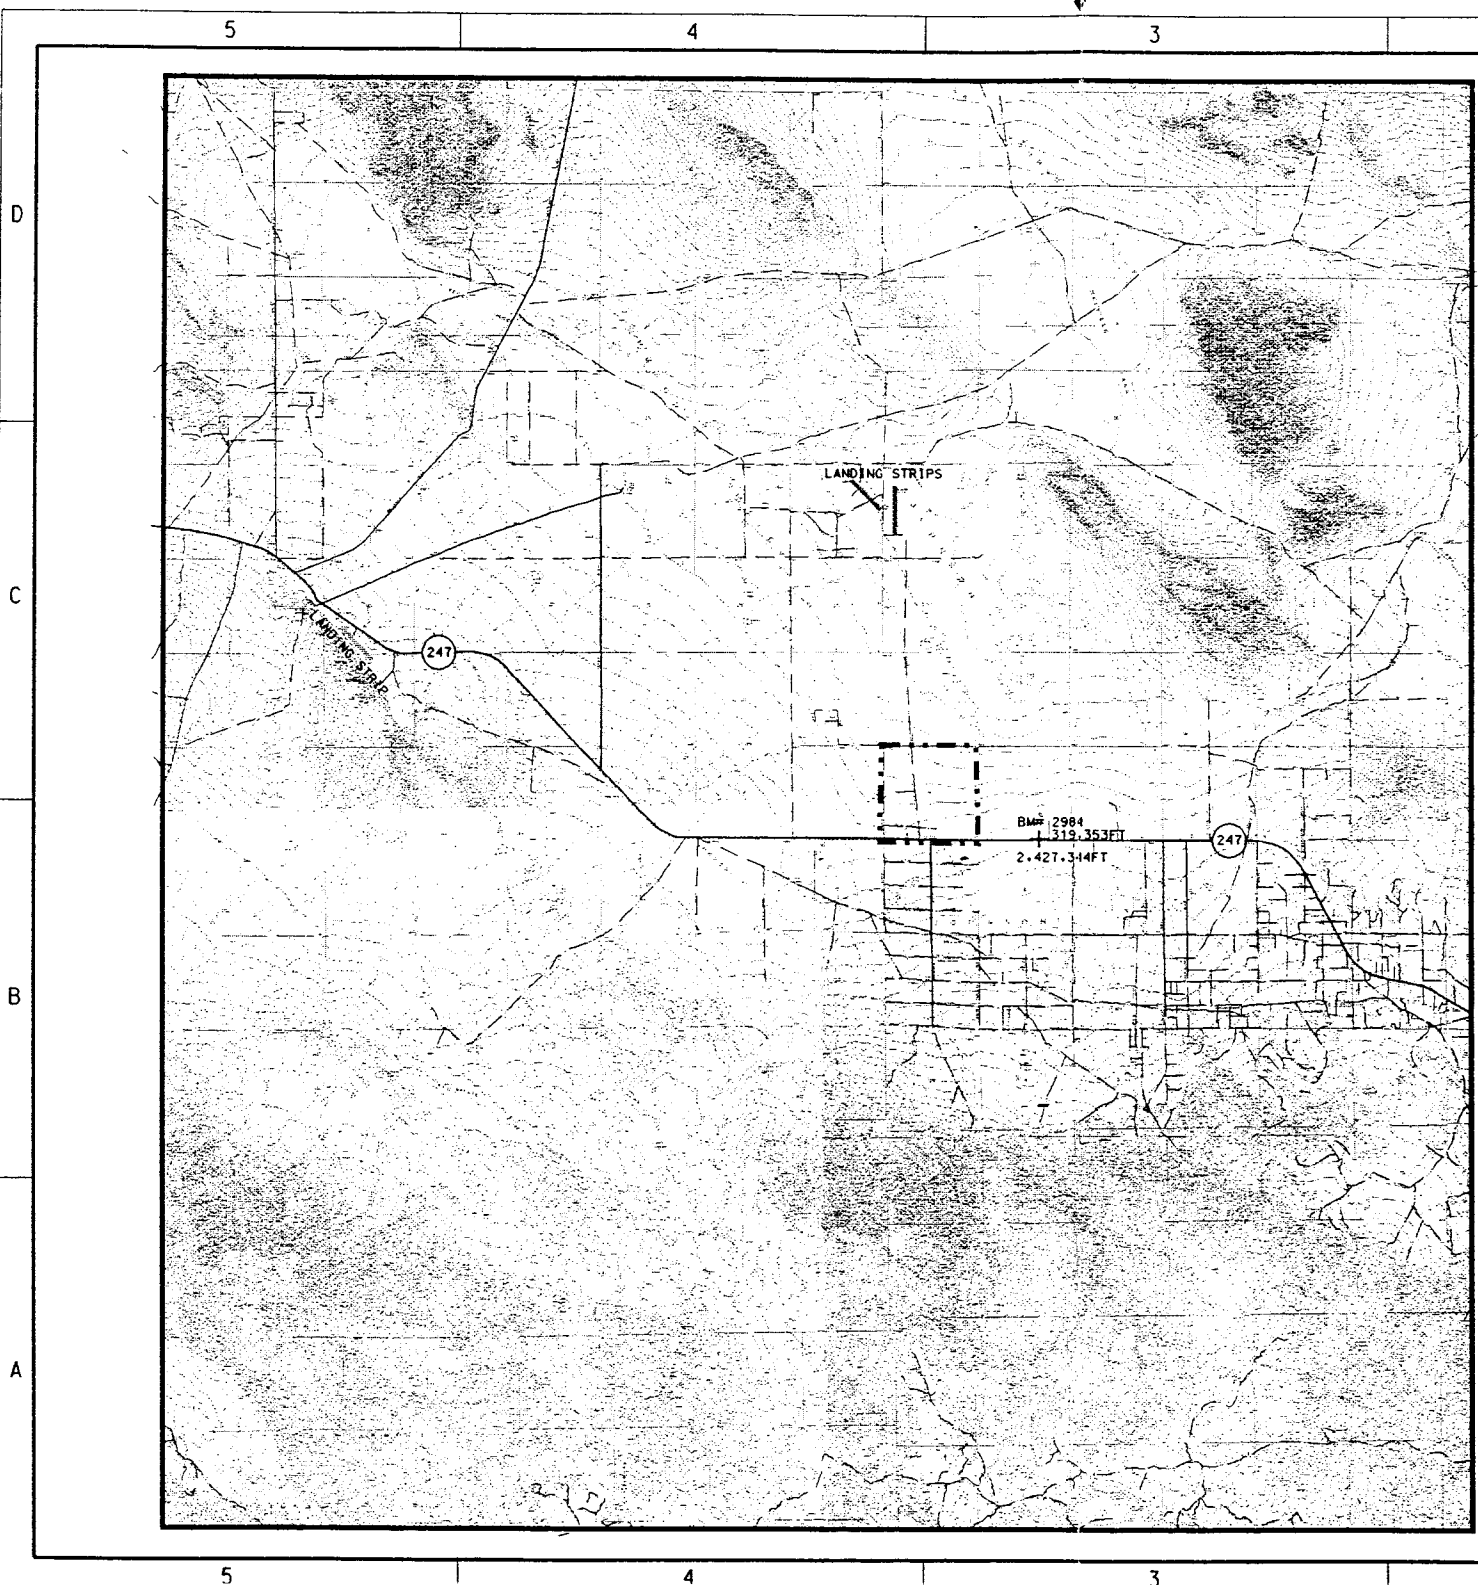 5 4 3
D
LANDING STRIPS
C
LANDING STRIP
247
BM# 2984
319,353FT
247
2,427,344FT
B
A
5 4 3